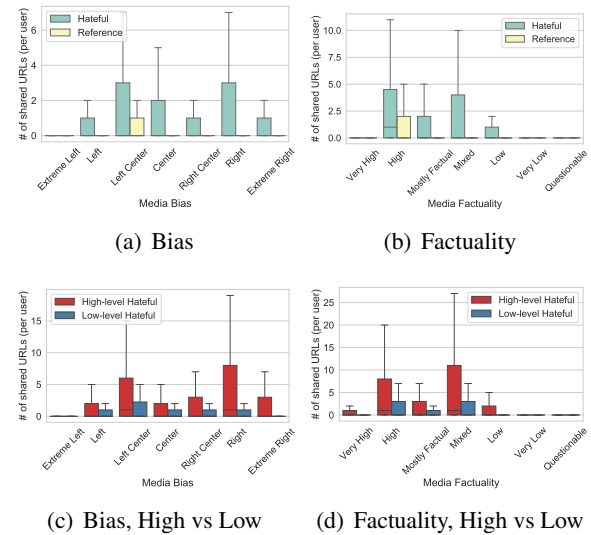 # of shared URLs (per user)
6
4
2
0
Hateful
Reference
Extreme Left
Left
Left Center
Center
Right Center
Right
Extreme Right
Media Bias
(a) Bias
# of shared URLs (per user)
10.0
7.5
5.0
2.5
0.0
Hateful
Reference
Very High
High
Mostly Factual
Mixed
Low
Very Low
Questionable
Media Factuality
(b) Factuality
# of shared URLs (per user)
15
10
5
0
High-level Hateful
Low-level Hateful
Extreme Left
Left
Left Center
Center
Right Center
Right
Extreme Right
Media Bias
(c) Bias, High vs Low
# of shared URLs (per user)
25
20
15
10
5
0
High-level Hateful
Low-level Hateful
Very High
High
Mostly Factual
Mixed
Low
Very Low
Questionable
Media Factuality
(d) Factuality, High vs Low